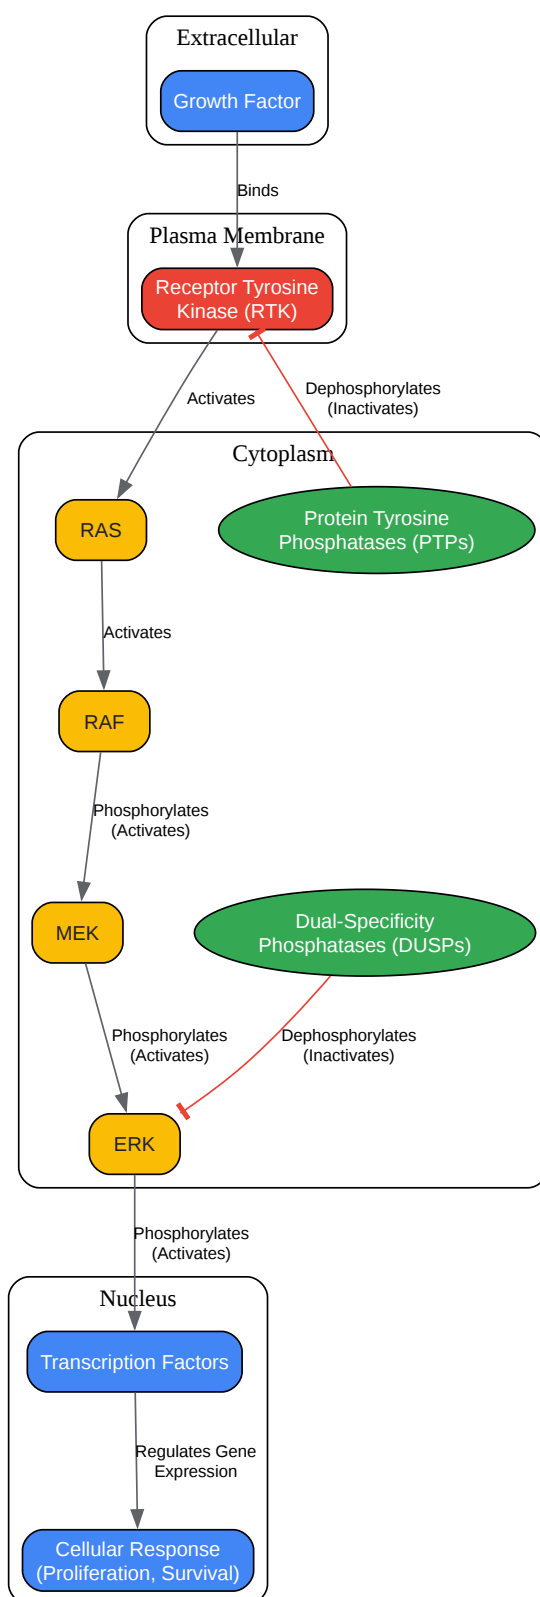 Extracellular
Growth Factor
Binds
Plasma Membrane
Receptor Tyrosine
Kinase (RTK)
Activates
Dephosphorylates
(Inactivates)
Cytoplasm
RAS
Protein Tyrosine
Phosphatases (PTPs)
Activates
RAF
Phosphorylates
(Activates)
MEK
Dual-Specificity
Phosphatases (DUSPs)
Phosphorylates
(Activates)
Dephosphorylates
(Inactivates)
ERK
Phosphorylates
(Activates)
Nucleus
Transcription Factors
Regulates Gene
Expression
Cellular Response
(Proliferation, Survival)